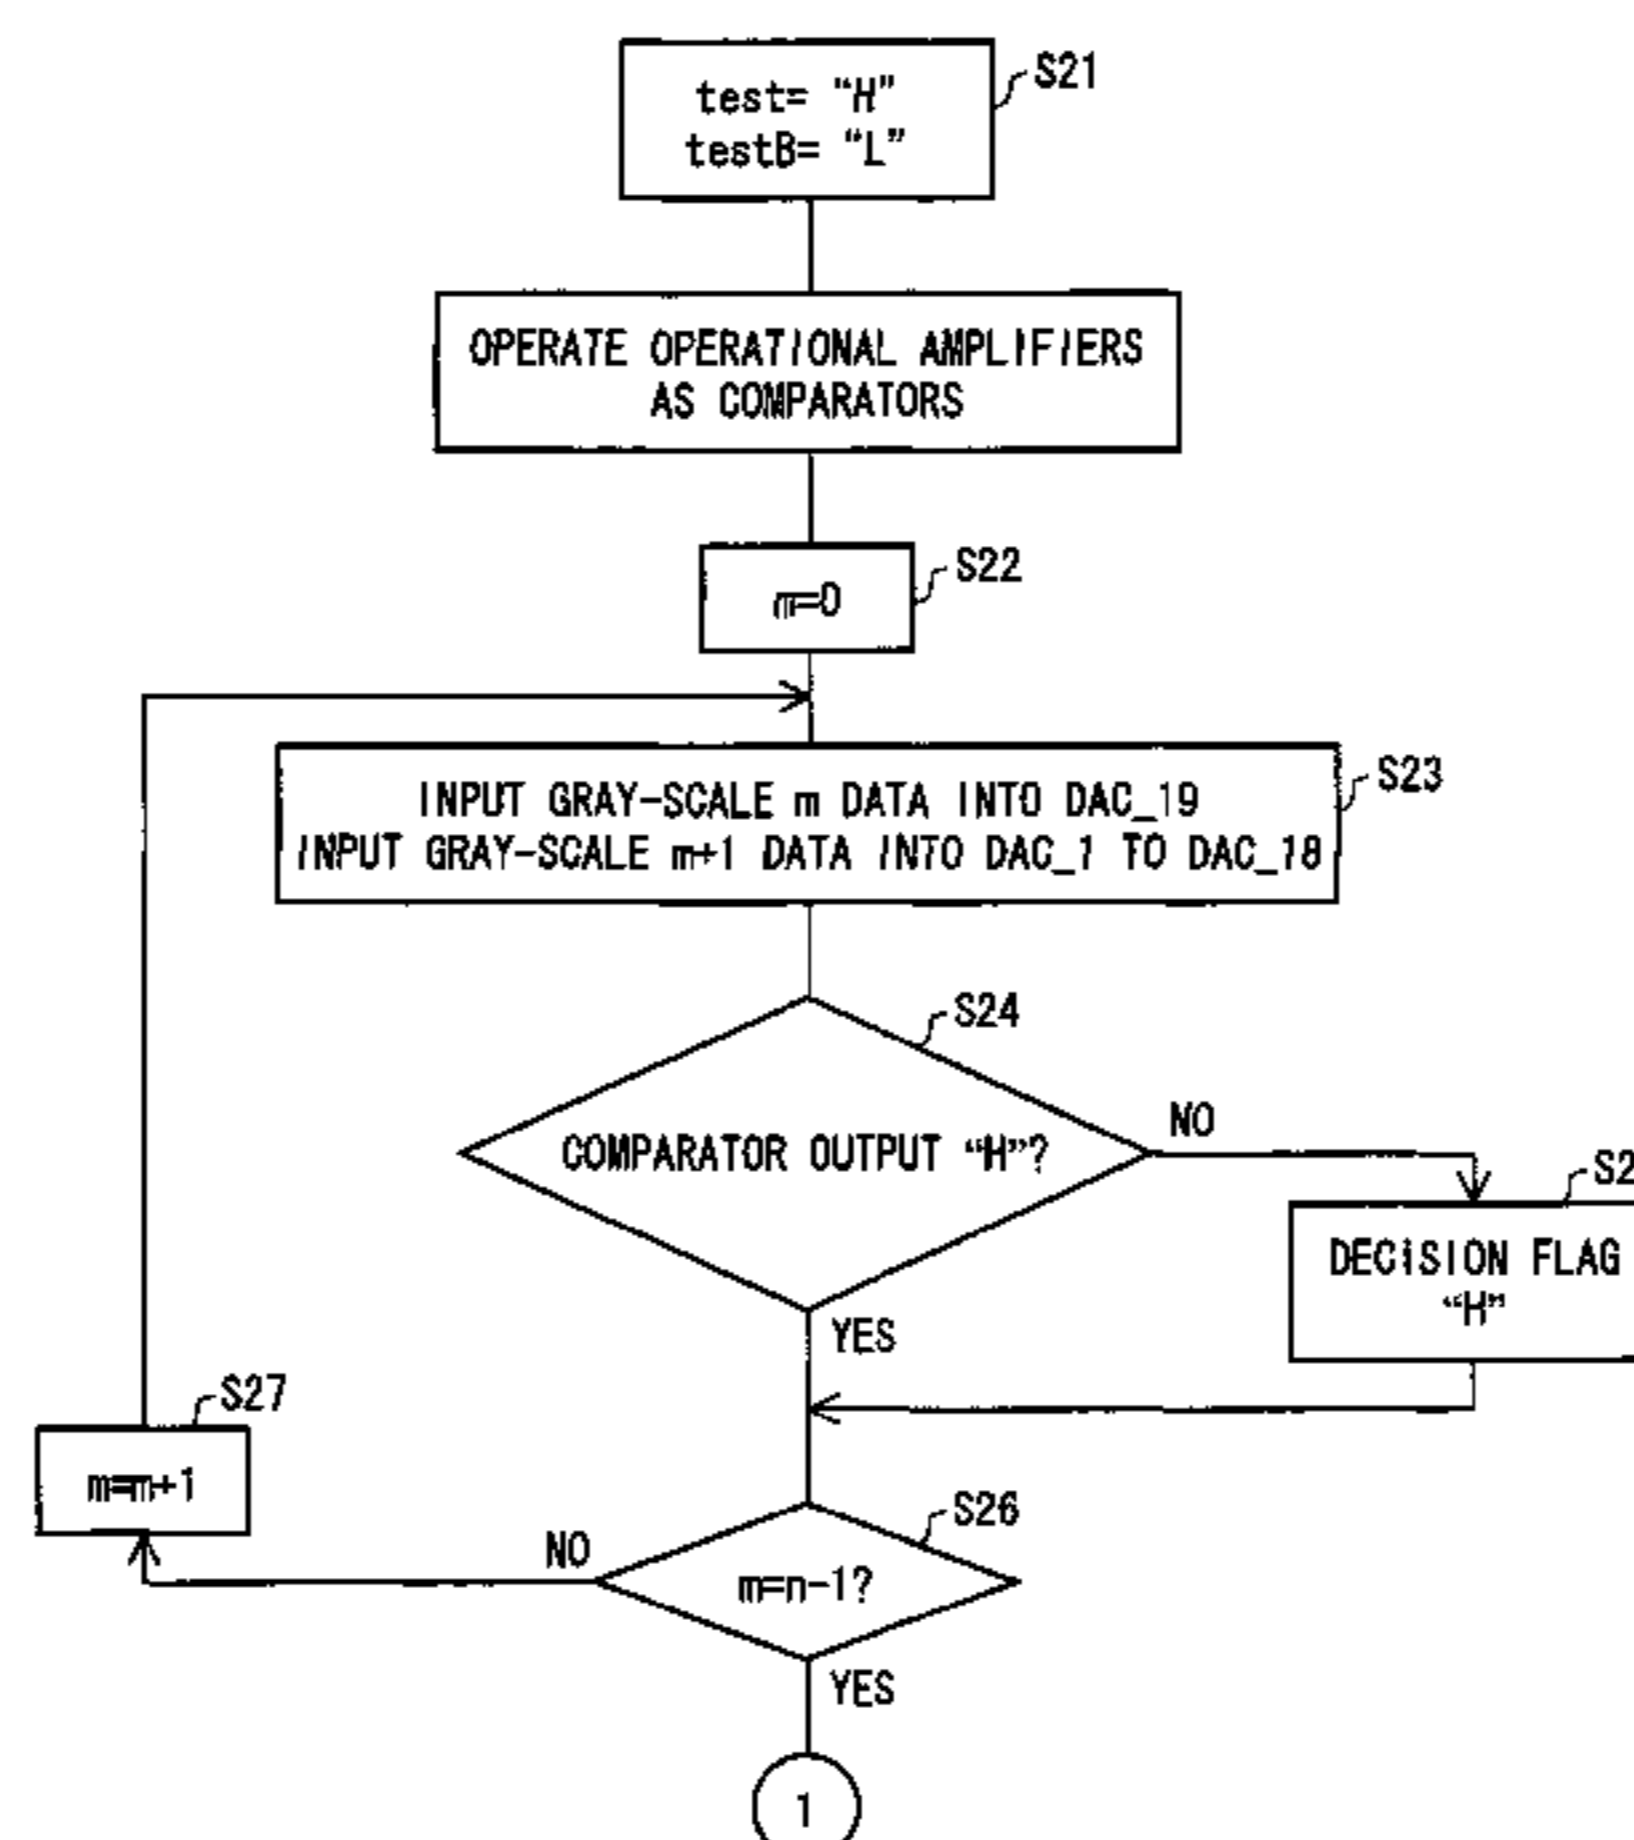 test= “H”
testB= “L”
S21
OPERATE OPERATIONAL AMPLIFIERS
AS COMPARATORS
m=0
S22
INPUT GRAY-SCALE m DATA INTO DAC_19
INPUT GRAY-SCALE m+1 DATA INTO DAC_1 TO DAC_18
S23
S24
COMPARATOR OUTPUT “H”?
NO
DECISION FLAG
“H”
YES
S27
m=m+1
S26
NO
m=n-1?
YES
1